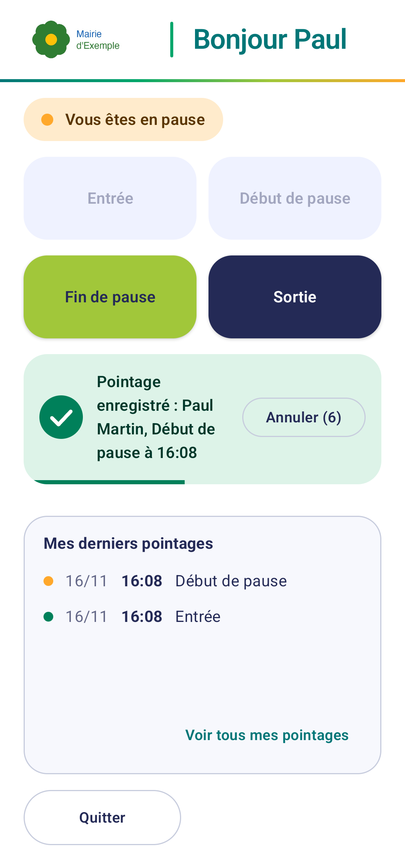 Mairie
d'Exemple
Bonjour Paul
Vous êtes en pause
Entrée
Début de pause
Fin de pause
Sortie
Pointage
enregistré : Paul
Martin, Début de
pause à 16:08
Annuler (6)
Mes derniers pointages
16/11 16:08 Début de pause
16/11 16:08 Entrée
Voir tous mes pointages
Quitter